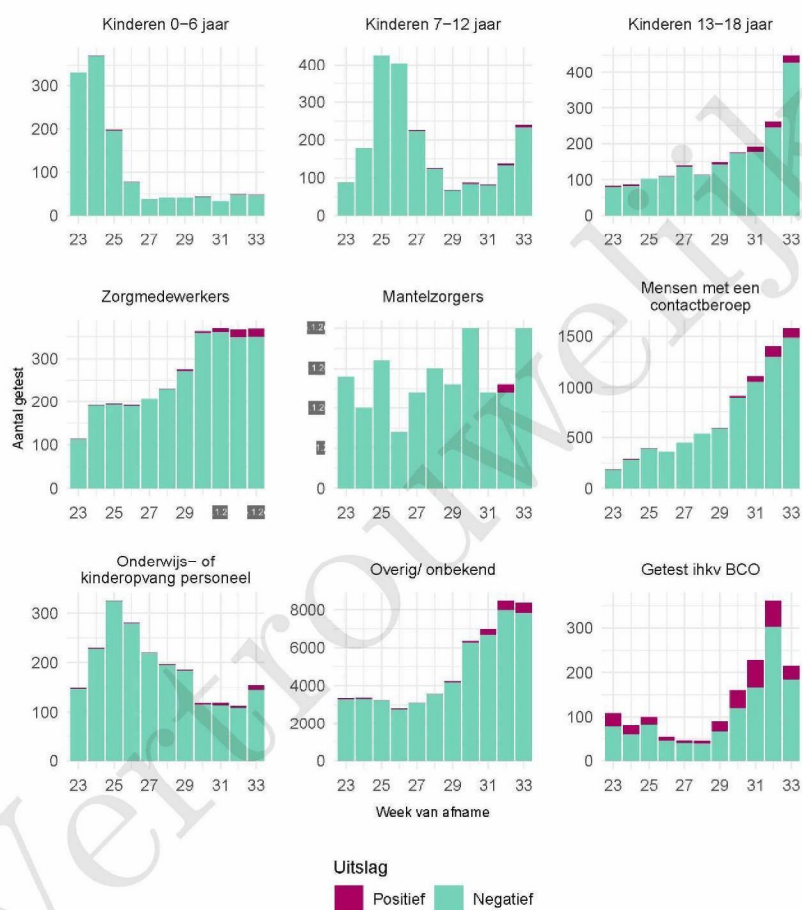 Kinderen 0–6 jaar
300
200
100
0
23 25 27 29 31 33
Kinderen 7–12 jaar
400
300
200
100
0
23 25 27 29 31 33
Kinderen 13–18 jaar
400
300
200
100
0
23 25 27 29 31 33
Aantal getest
Zorgmedewerkers
300
200
100
0
23 25 27 29
Mantelzorgers
0
23 25 27 29 31 33
Mensen met een
contactberoep
1500
1000
500
0
23 25 27 29 31 33
Onderwijs– of
kinderopvang personeel
300
200
100
0
23 25 27 29 31 33
Overig/ onbekend
8000
6000
4000
2000
0
23 25 27 29 31 33
Getest ihkv BCO
300
200
100
0
23 25 27 29 31 33
Week van afname
Uitslag
Positief Negatief
Vertrouwelijk